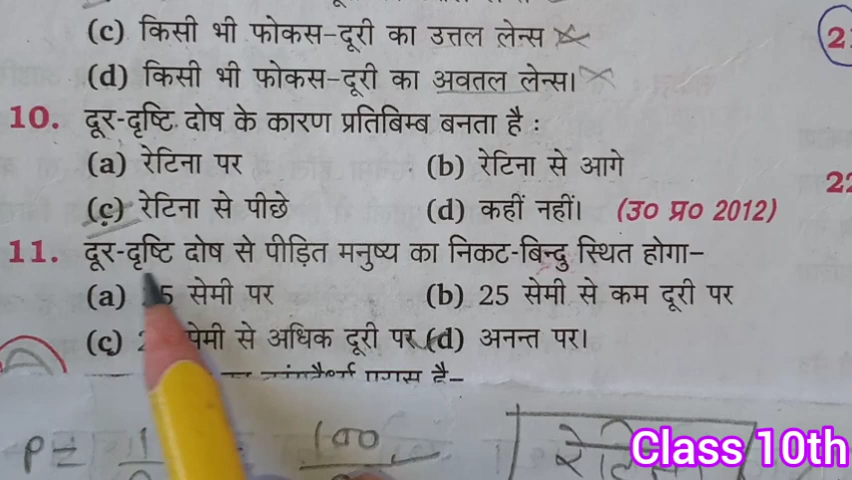 (c) किसी भी फोकस-दूरी का उत्तल लेन्स
(d) किसी भी फोकस-दूरी का अवतल लेन्स।
10. दूर-दृष्टि दोष के कारण प्रतिबिम्ब बनता है :
(a) रेटिना पर (b) रेटिना से आगे
(c) रेटिना से पीछे (d) कहीं नहीं। (उ० प्र० 2012)
11. दूर-दृष्टि दोष से पीड़ित मनुष्य का निकट-बिन्दु स्थित होगा-
(a) सेमी पर (b) 25 सेमी से कम दूरी पर
(c) से अधिक दूरी पर (d) अनन्त पर।
है-
P = 1 100
Class 10th